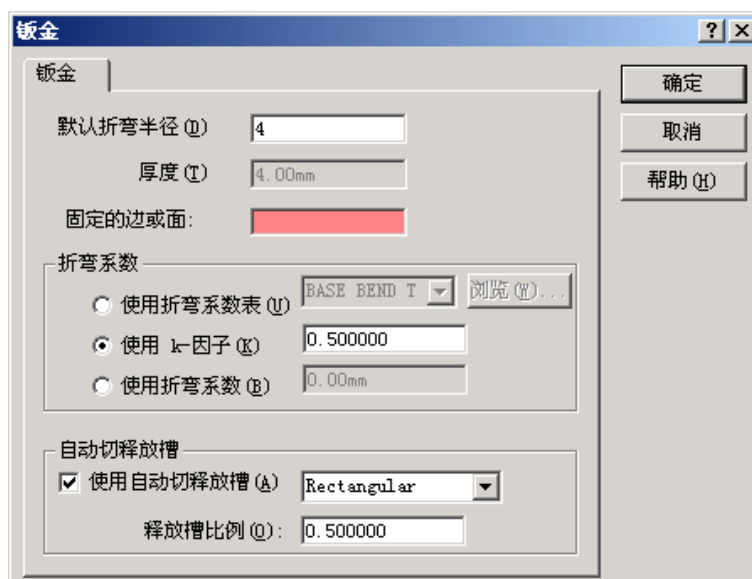 钣金
钣金
确定
取消
帮助(H)
默认折弯半径(D) 4
厚度(T) 4.00mm
固定的边或面:
折弯系数
使用折弯系数表(U) BASE BEND T 浏览(W)...
使用 k-因子(K) 0.500000
使用折弯系数(B) 0.00mm
自动切释放槽
使用自动切释放槽(A) Rectangular
释放槽比例(O): 0.500000